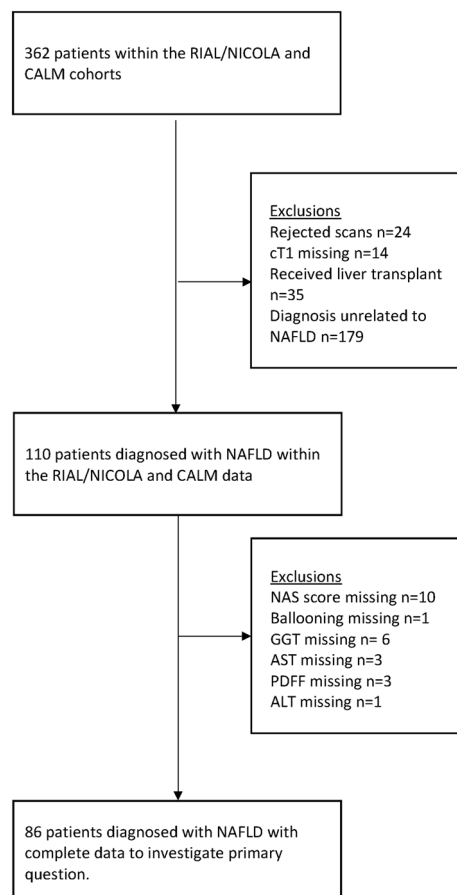 362 patients within the RIAL/NICOLA and
CALM cohorts
Exclusions
Rejected scans n=24
cT1 missing n=14
Received liver transplant
n=35
Diagnosis unrelated to
NAFLD n=179
110 patients diagnosed with NAFLD within
the RIAL/NICOLA and CALM data
Exclusions
NAS score missing n=10
Ballooning missing n=1
GGT missing n= 6
AST missing n=3
PDFF missing n=3
ALT missing n=1
86 patients diagnosed with NAFLD with
complete data to investigate primary
question.